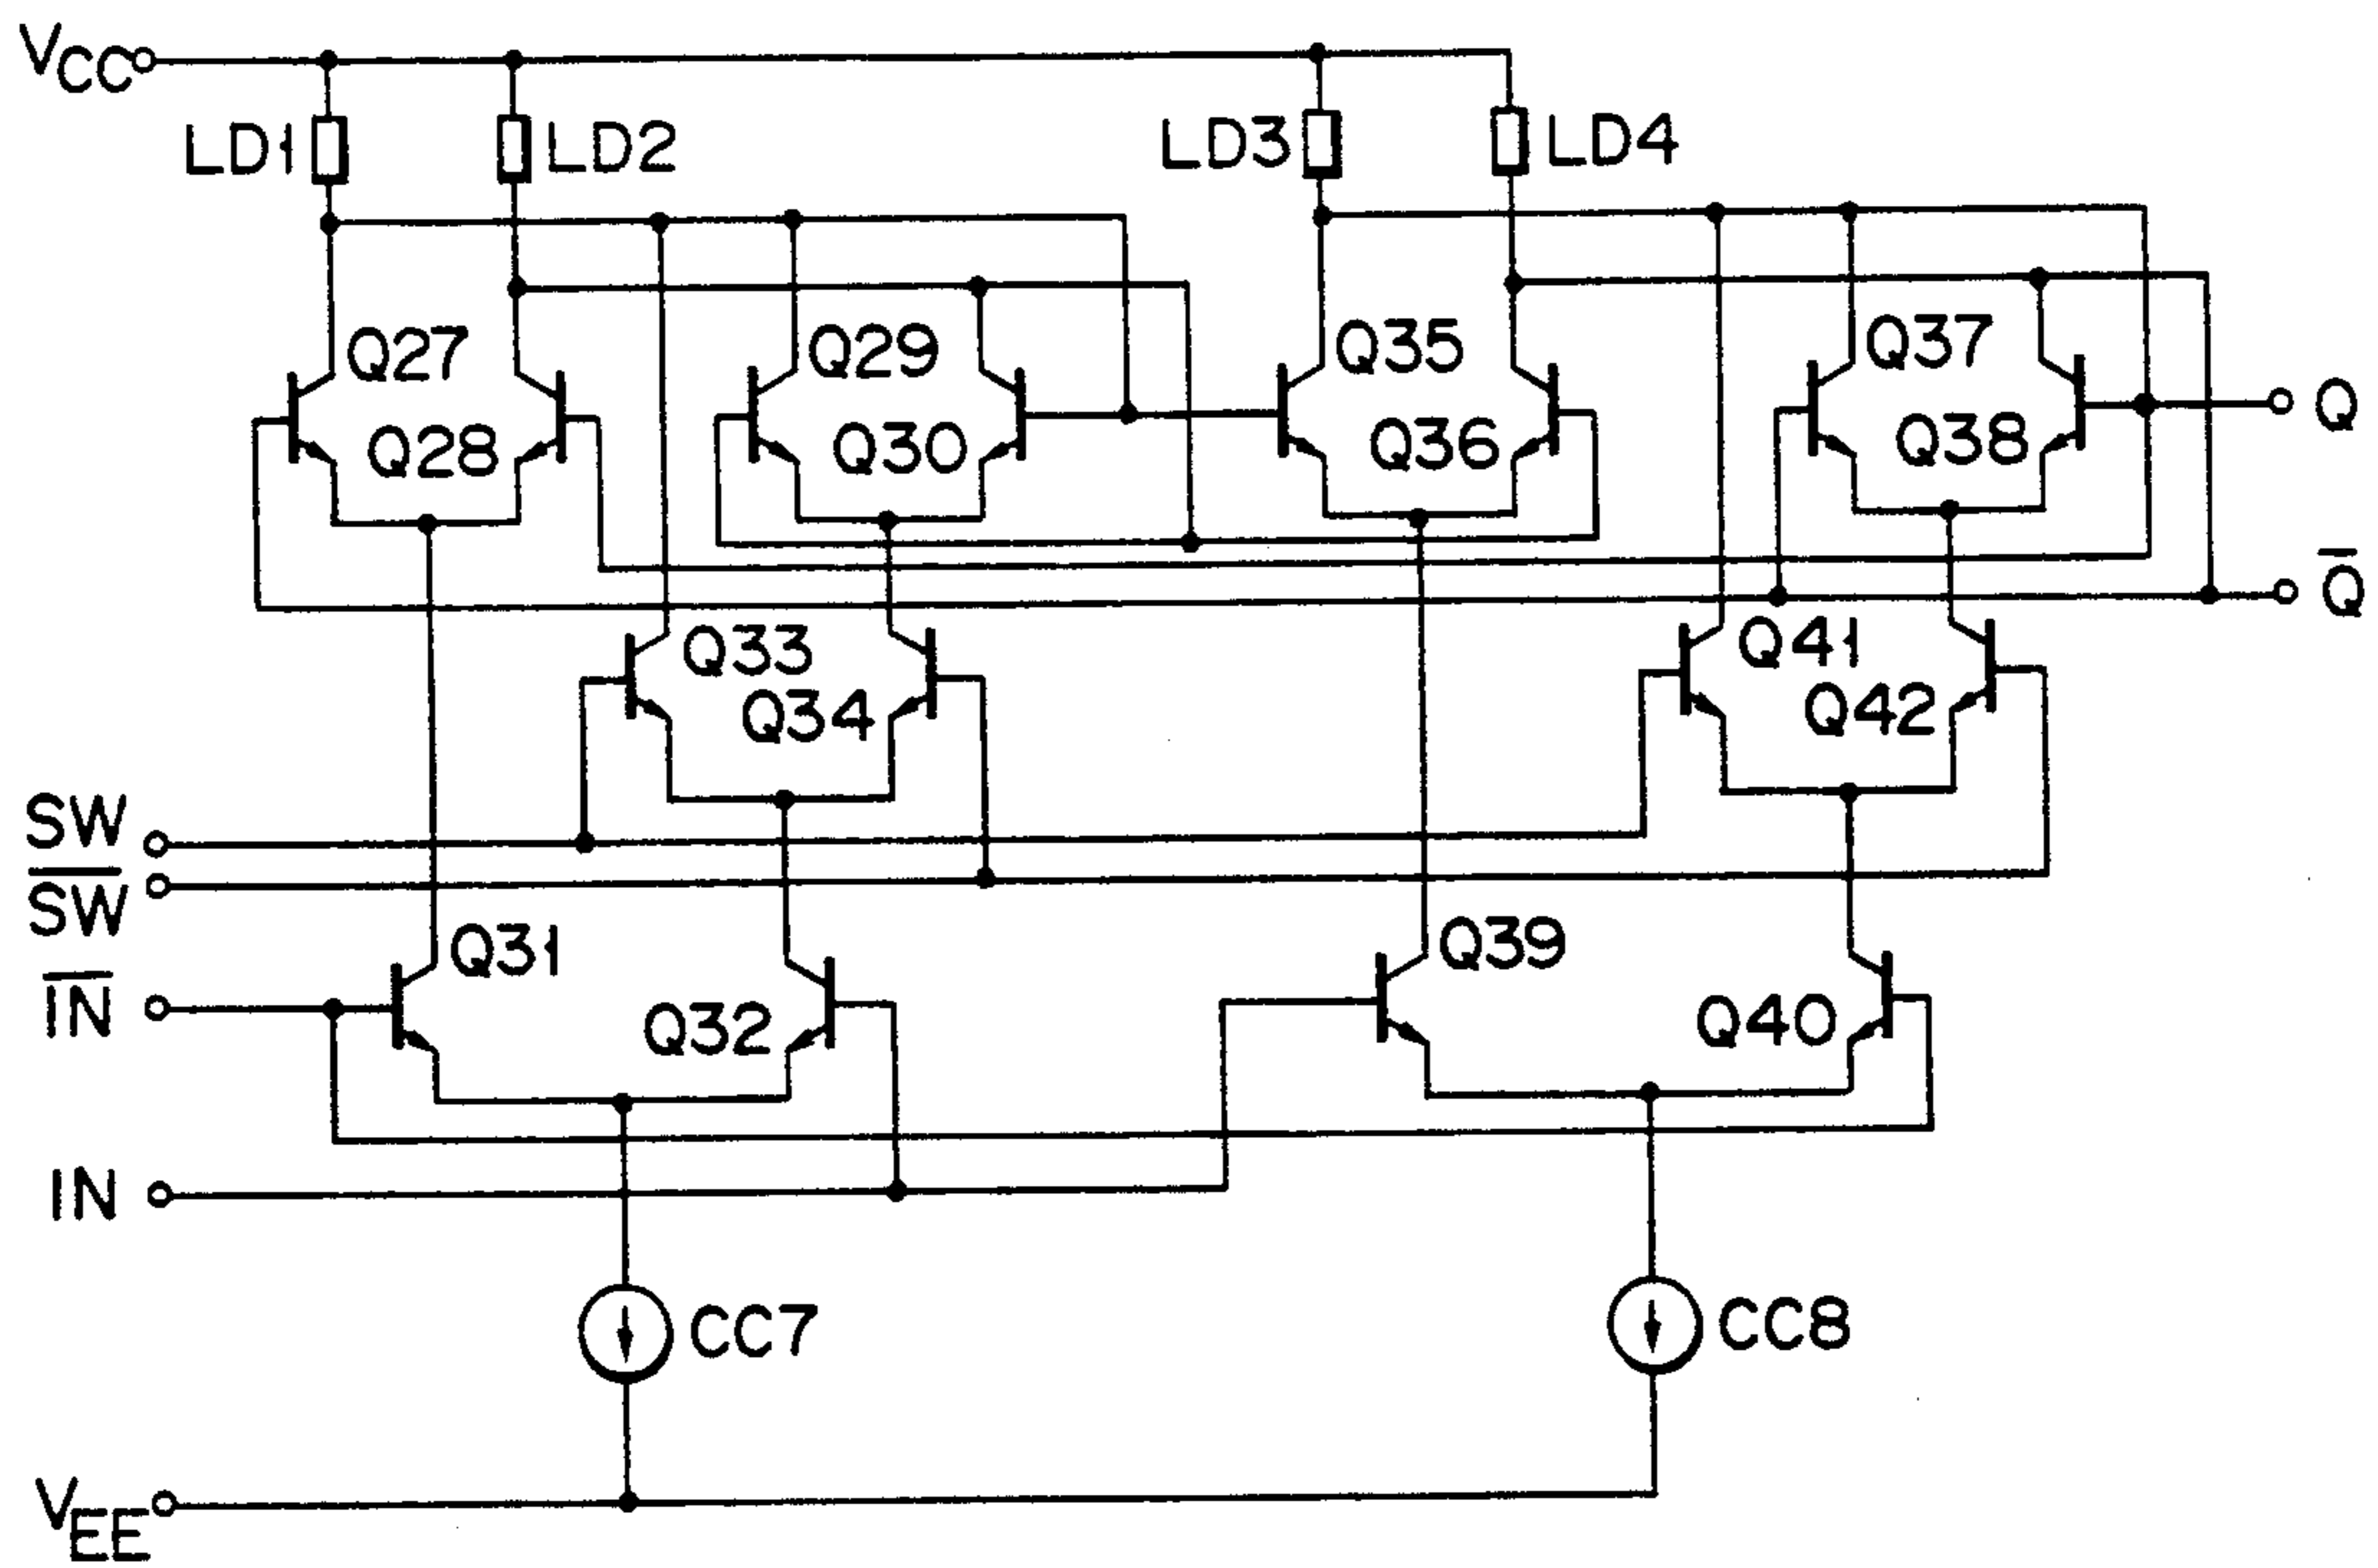 VCC
LD1
LD2
LD3
LD4
Q27
Q28
Q29
Q30
Q35
Q36
Q37
Q38
Q
Q̅
Q33
Q34
Q41
Q42
SW
S̅W̅
I̅N̅
Q31
Q32
Q39
Q40
IN
CC7
CC8
VEE